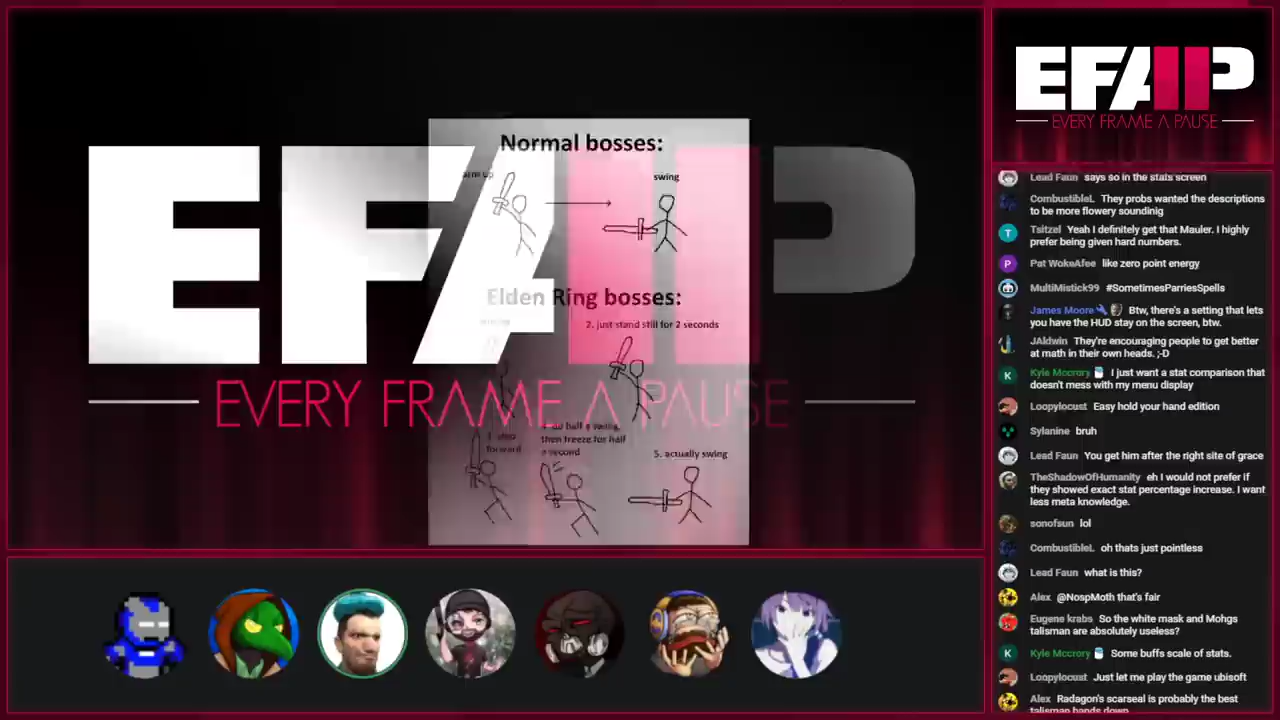 EFAP
EVERY FRAME A PAUSE
Normal bosses:
arm up
swing
Elden Ring bosses:
2. just stand still for 2 seconds
forward
then freeze for half
a second
5. actually swing
EFAP
EVERY FRAME A PAUSE
Lead Faun says so in the stats screen
CombustibleL They probs wanted the descriptions
to be more flowery soundinig
Tsitzel Yeah I definitely get that Mauler. I highly
prefer being given hard numbers.
Pat WokeAfee like zero point energy
MultiMistick99 #SometimesParriesSpells
James Moore Btw, there's a setting that lets
you have the HUD stay on the screen, btw.
JAldwin They're encouraging people to get better
at math in their own heads. ;-D
Kyle Mccrory I just want a stat comparison that
doesn't mess with my menu display
Loopylocust Easy hold your hand edition
Sylanine bruh
Lead Faun You get him after the right site of grace
TheShadowOfHumanity eh I would not prefer if
they showed exact stat percentage increase. I want
less meta knowledge.
sonofsun lol
CombustibleL oh thats just pointless
Lead Faun what is this?
Alex @NospMoth that's fair
Eugene krabs So the white mask and Mohgs
talisman are absolutely useless?
Kyle Mccrory Some buffs scale of stats.
Loopylocust Just let me play the game ubisoft
Alex Radagon's scarseal is probably the best
talisman hands down